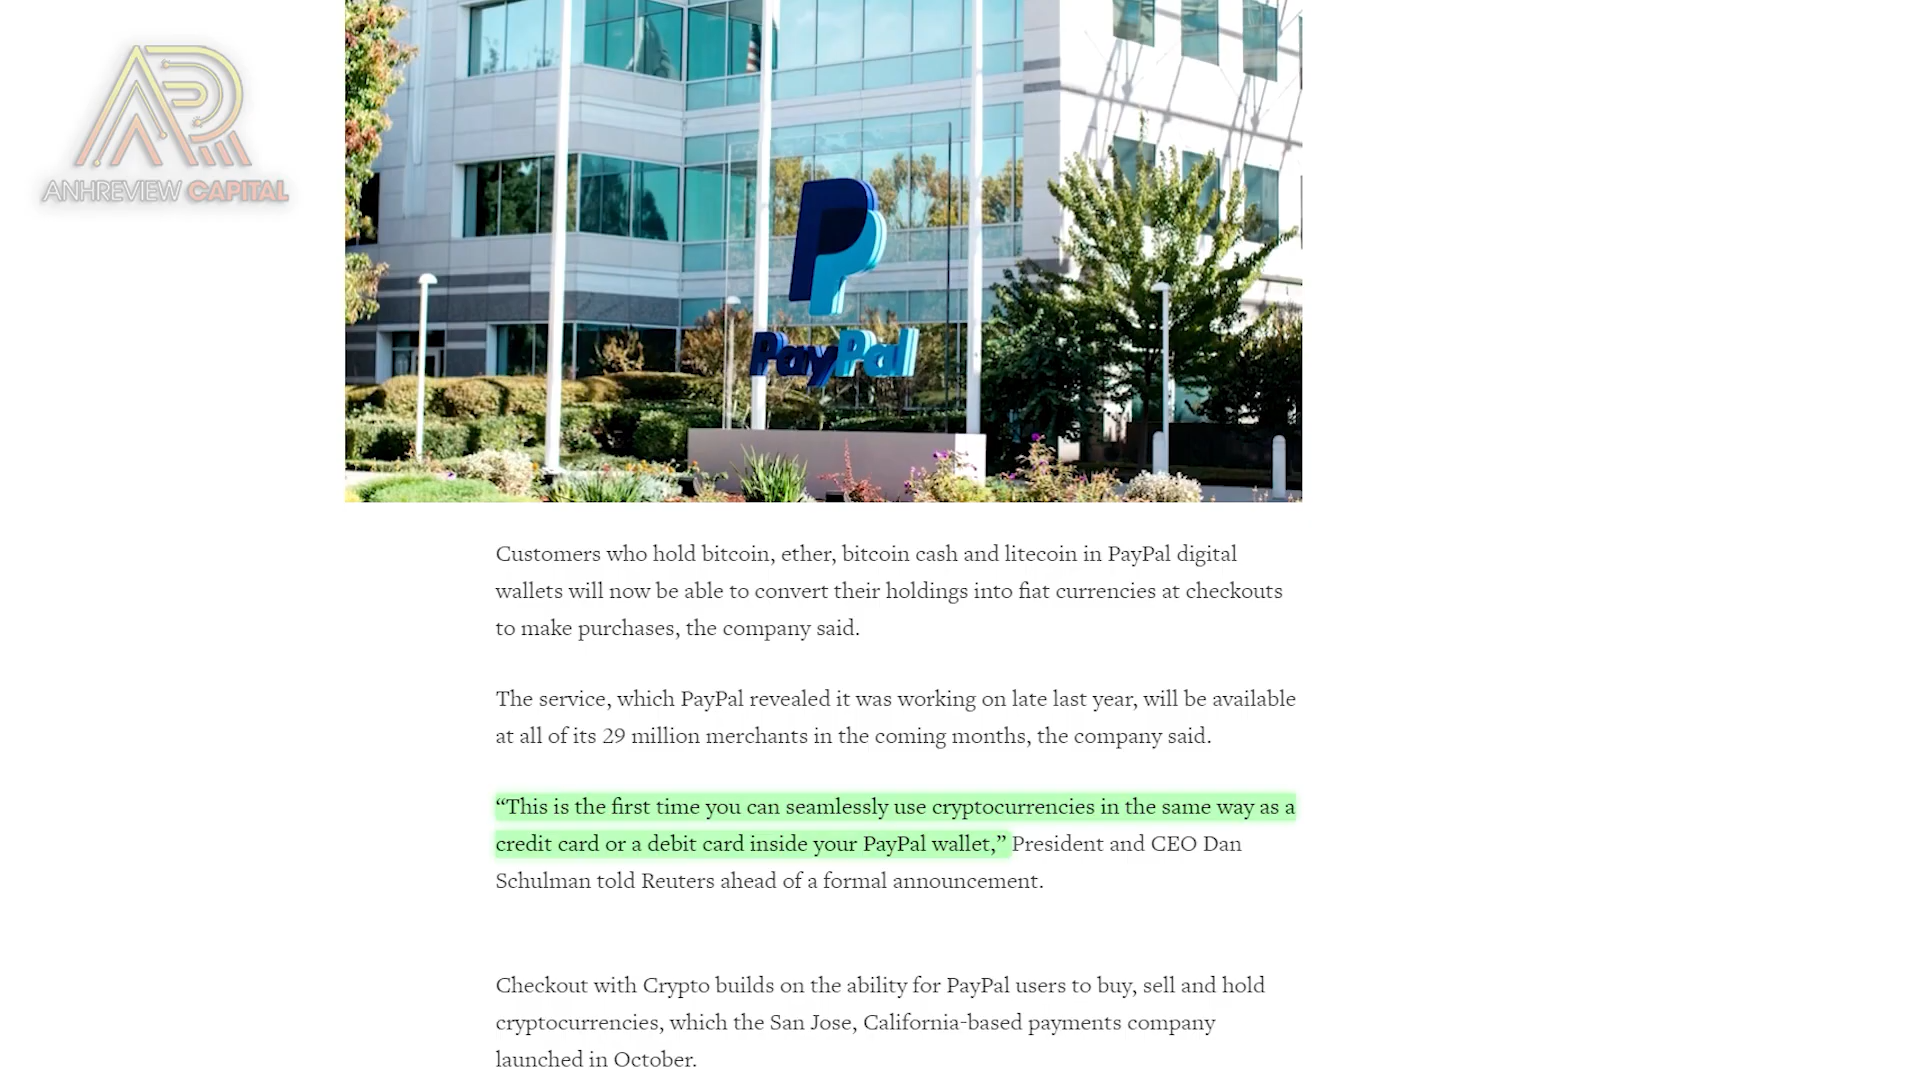 ANHREVIEW CAPITAL
PayPal
Customers who hold bitcoin, ether, bitcoin cash and litecoin in PayPal digital
wallets will now be able to convert their holdings into fiat currencies at checkouts
to make purchases, the company said.
The service, which PayPal revealed it was working on late last year, will be available
at all of its 29 million merchants in the coming months, the company said.
“This is the first time you can seamlessly use cryptocurrencies in the same way as a
credit card or a debit card inside your PayPal wallet,” President and CEO Dan
Schulman told Reuters ahead of a formal announcement.
Checkout with Crypto builds on the ability for PayPal users to buy, sell and hold
cryptocurrencies, which the San Jose, California-based payments company
launched in October.